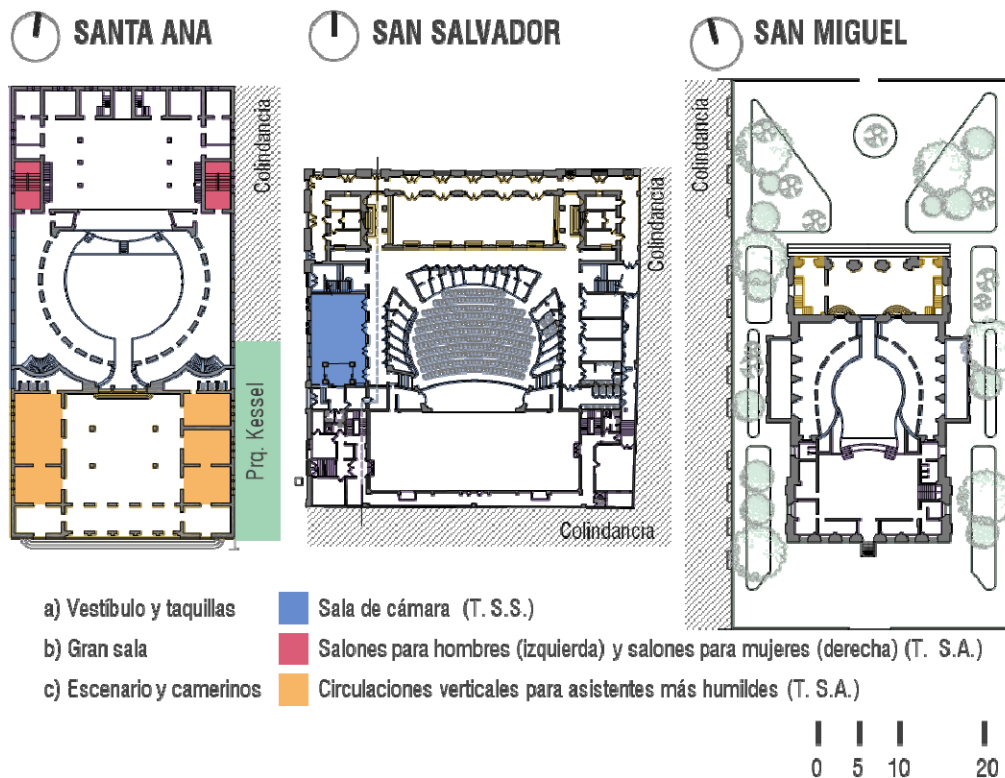 SANTA ANA
SAN SALVADOR
SAN MIGUEL
Colindancia
Prq. Kessel
Colindancia
Colindancia
Colindancia
a) Vestíbulo y taquillas
Sala de cámara (T. S.S.)
b) Gran sala
Salones para hombres (izquierda) y salones para mujeres (derecha) (T. S.A.)
c) Escenario y camerinos
Circulaciones verticales para asistentes más humildes (T. S.A.)
0 5 10 20